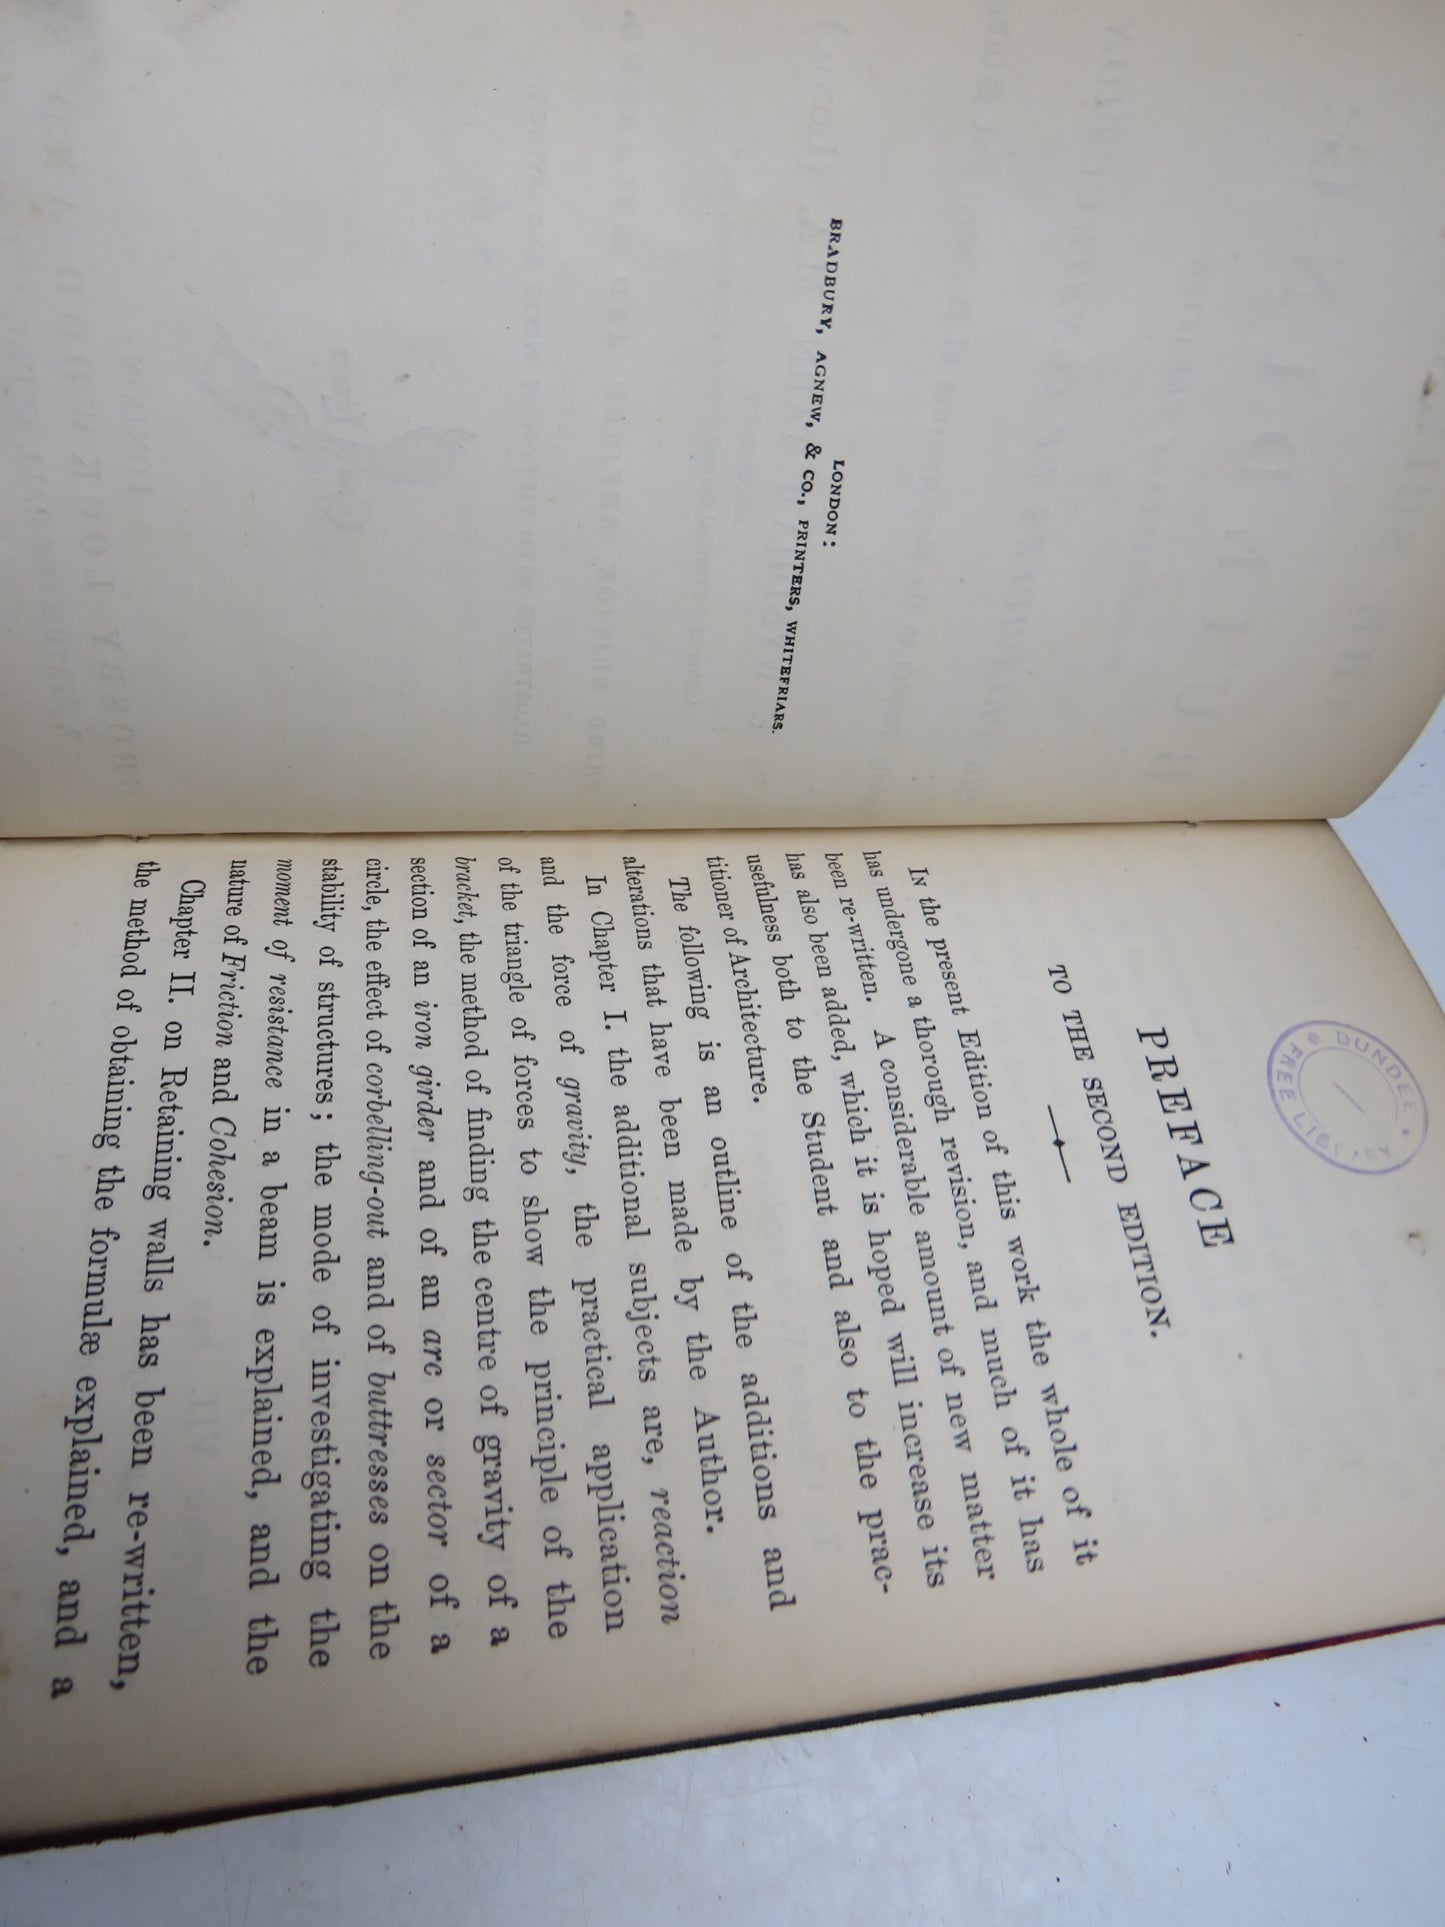 LONDON:
BRADBURY, AGNEW, & CO., PRINTERS, WHITEFRIARS.
DUNDEE
FREE
PREFACE
TO THE SECOND EDITION.
In the present Edition of this work the whole of it
has undergone a thorough revision, and much of it has
been re-written. A considerable amount of new matter
has also been added, which it is hoped will increase its
usefulness both to the Student and also to the prac-
titioner of Architecture.
The following is an outline of the additions and
alterations that have been made by the Author.
In Chapter I. the additional subjects are, reaction
and the force of gravity, the practical application
of the triangle of forces to show the principle of the
bracket, the method of finding the centre of gravity of a
section of an iron girder and of an arc or sector of a
circle, the effect of corbelling-out and of buttresses on the
stability of structures; the mode of investigating the
moment of resistance in a beam is explained, and the
nature of Friction and Cohesion.
Chapter II. on Retaining walls has been re-written,
the method of obtaining the formulæ explained, and a